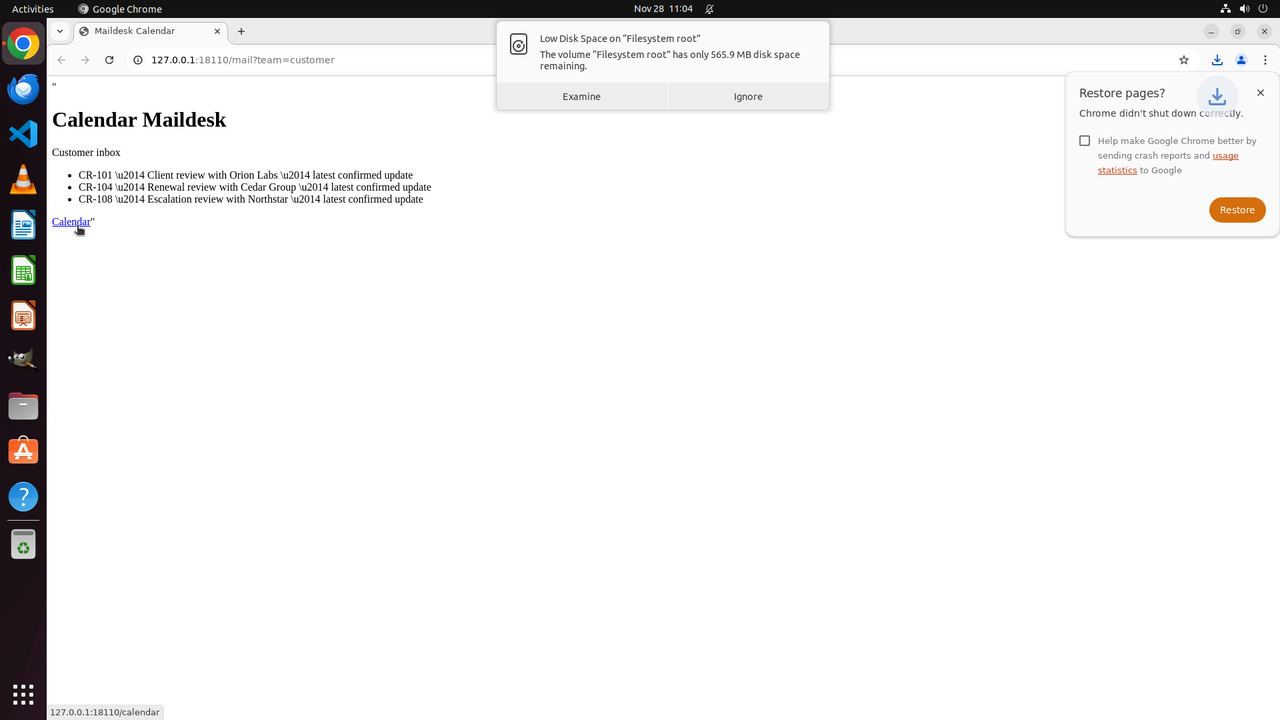 Activities
Google Chrome
Nov 28 11:04
Maildesk Calendar
127.0.0.1:18110/mail?team=customer
Low Disk Space on “Filesystem root”
The volume “Filesystem root” has only 565.9 MB disk space
remaining.
Examine
Ignore
Restore pages?
Chrome didn't shut down correctly.
Help make Google Chrome better by
sending crash reports and usage
statistics to Google
Restore
"
Calendar Maildesk
Customer inbox
CR-101 \u2014 Client review with Orion Labs \u2014 latest confirmed update
CR-104 \u2014 Renewal review with Cedar Group \u2014 latest confirmed update
CR-108 \u2014 Escalation review with Northstar \u2014 latest confirmed update
Calendar"
127.0.0.1:18110/calendar